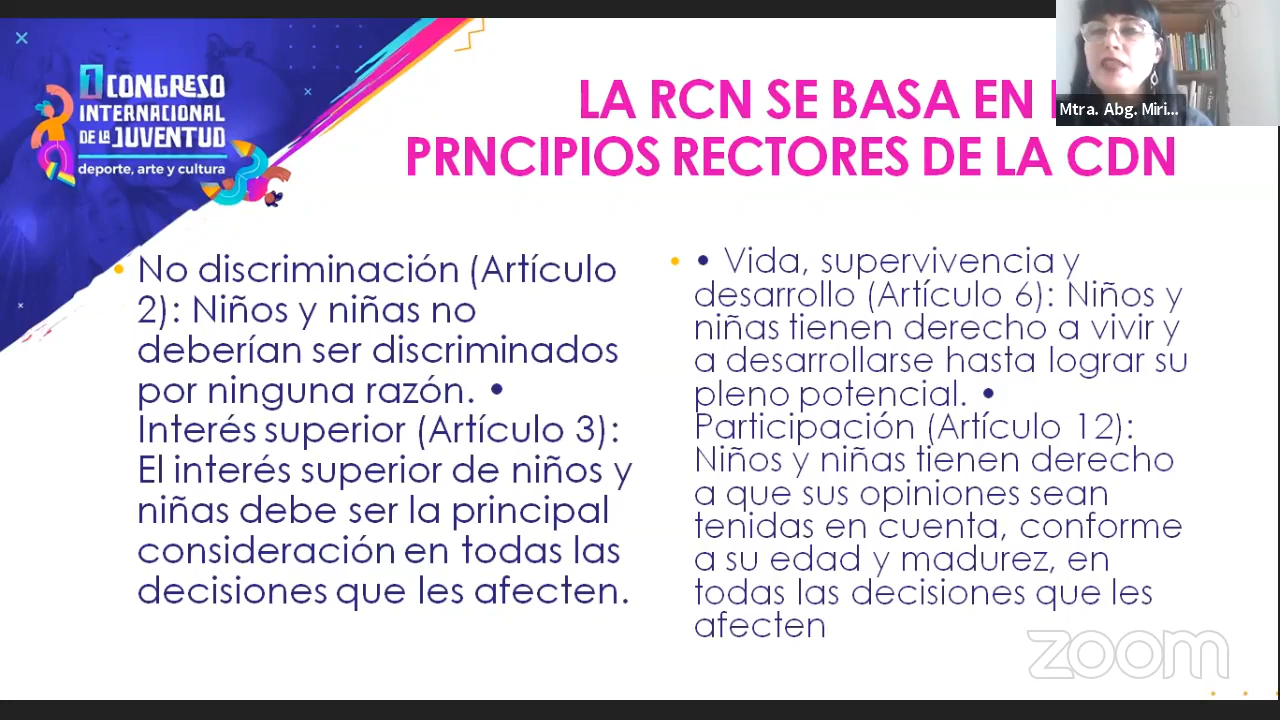 1 CONGRESO
INTERNACIONAL
DE LA JUVENTUD
deporte, arte y cultura
LA RCN SE BASA EN
PRNCIPIOS RECTORES DE LA CDN
Mtra. Abg. Miri...
• No discriminación (Artículo
2): Niños y niñas no
deberían ser discriminados
por ninguna razón. •
Interés superior (Artículo 3):
El interés superior de niños y
niñas debe ser la principal
consideración en todas las
decisiones que les afecten.
• • Vida, supervivencia y
desarrollo (Artículo 6): Niños y
niñas tienen derecho a vivir y
a desarrollarse hasta lograr su
pleno potencial. •
Participación (Artículo 12):
Niños y niñas tienen derecho
a que sus opiniones sean
tenidas en cuenta, conforme
a su edad y madurez, en
todas las decisiones que les
afecten
zoom